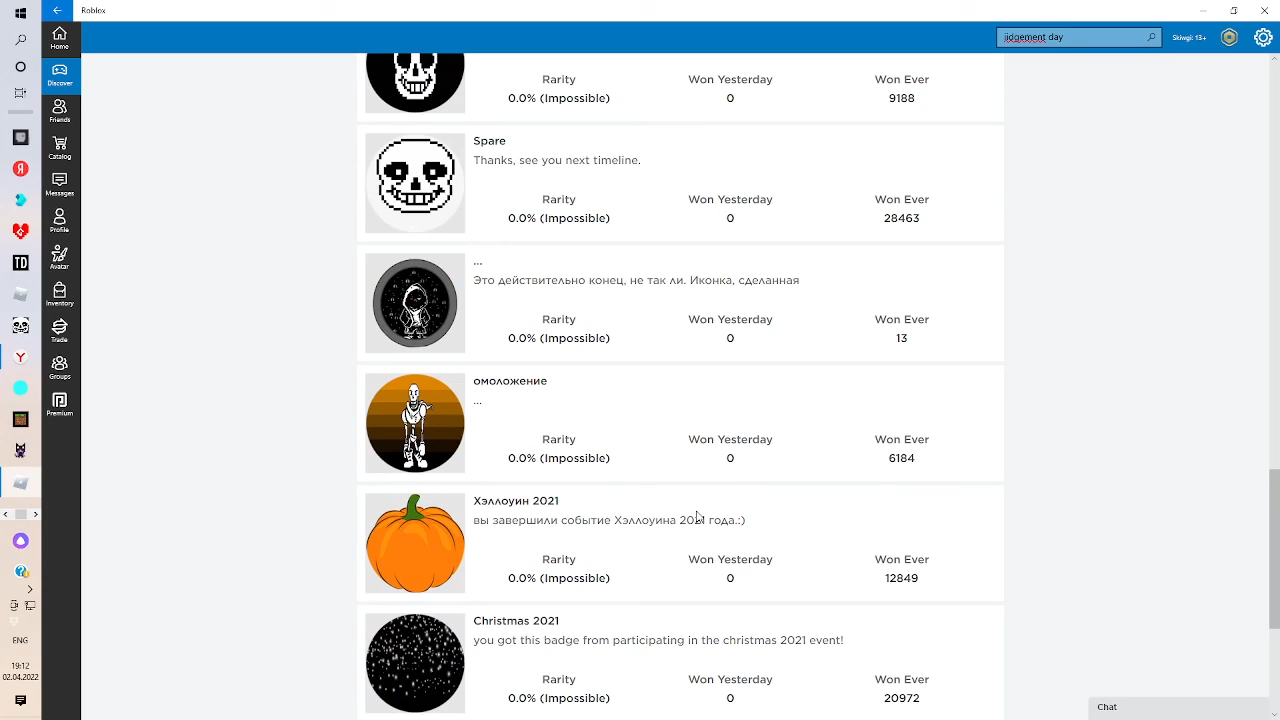 Roblox
jidgement day
Skiwgi: 13+
Home
Discover
Friends
Catalog
Messages
Profile
Avatar
Inventory
Trade
Groups
Premium
Rarity Won Yesterday Won Ever
0.0% (Impossible) 0 9188
Spare
Thanks, see you next timeline.
Rarity Won Yesterday Won Ever
0.0% (Impossible) 0 28463
...
Это действительно конец, не так ли. Иконка, сделанная
Rarity Won Yesterday Won Ever
0.0% (Impossible) 0 13
омоложение
...
Rarity Won Yesterday Won Ever
0.0% (Impossible) 0 6184
Хэллоуин 2021
вы завершили событие Хэллоуина 2021 года.:)
Rarity Won Yesterday Won Ever
0.0% (Impossible) 0 12849
Christmas 2021
you got this badge from participating in the christmas 2021 event!
Rarity Won Yesterday Won Ever
0.0% (Impossible) 0 20972
Chat
Я
TD
Y
ENG
19:12
02.04.2022